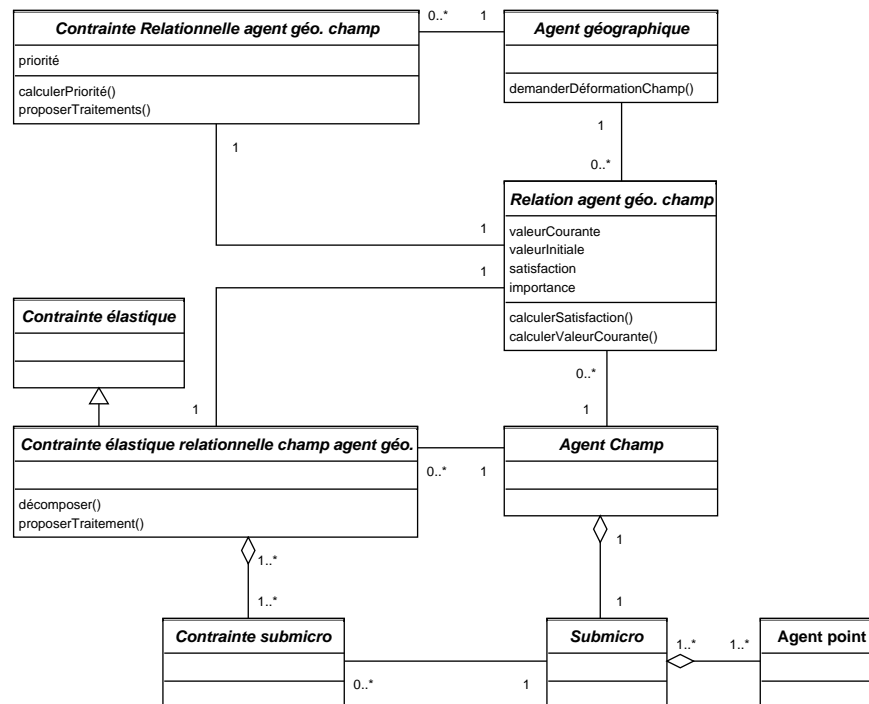 Contrainte Relationnelle agent géo. champ
priorité
calculerPriorité()
proposerTraitements()
0..* 1
Agent géographique
demanderDéformationChamp()
1
1
0..*
Relation agent géo. champ
valeurCourante
valeurInitiale
satisfaction
importance
calculerSatisfaction()
calculerValeurCourante()
1
1
Contrainte élastique
0..*
1
1
Contrainte élastique relationnelle champ agent géo.
décomposer()
proposerTraitement()
0..* 1
Agent Champ
1..*
1
1..*
1
Contrainte submicro
0..* 1
Submicro
1..* 1..*
Agent point